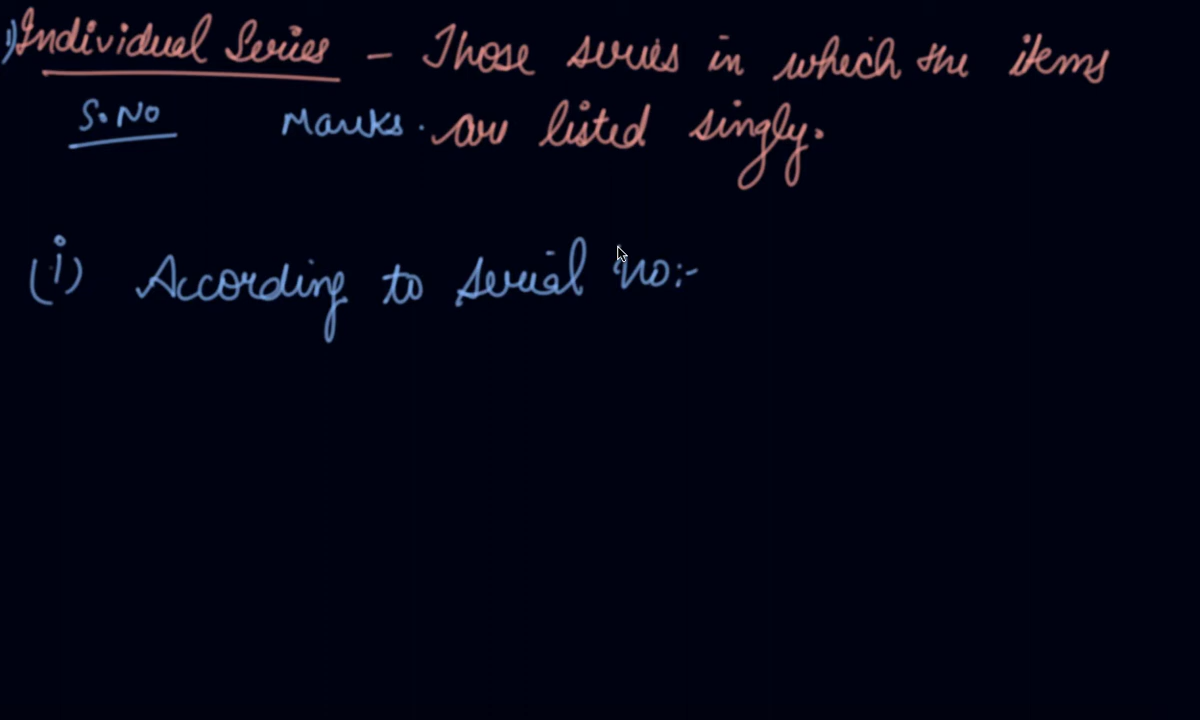 1) Individual Series - Those series in which the items
S.No Marks. are listed singly.
(i) According to serial no:-